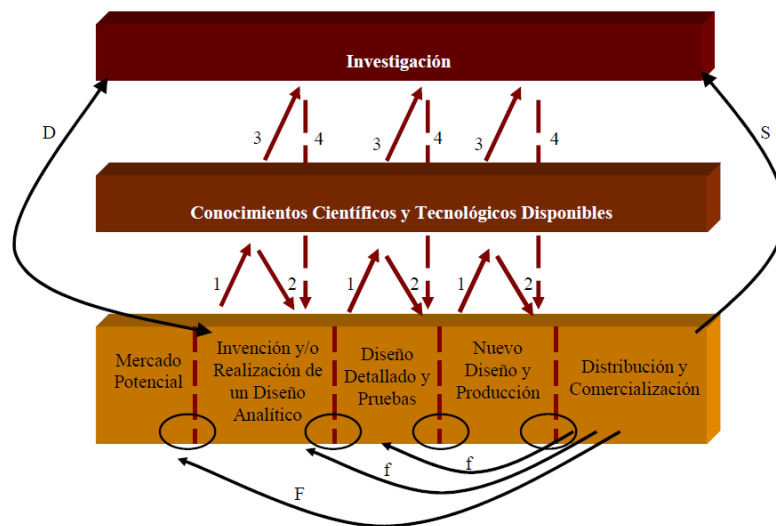 Investigación
D
S
3
4
3
4
3
4
Conocimientos Científicos y Tecnológicos Disponibles
1
2
1
2
1
2
Mercado
Potencial
Invención y/o
Realización de
un Diseño
Analítico
Diseño
Detallado y
Pruebas
Nuevo
Diseño y
Producción
Distribución y
Comercialización
f
f
F